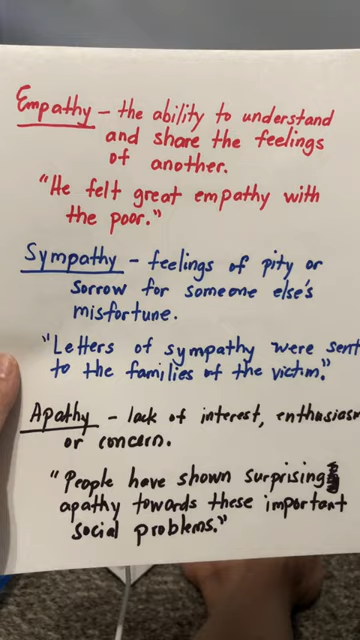 Empathy – the ability to understand
and share the feelings
of another.
"He felt great empathy with
the poor."
Sympathy – feelings of pity or
sorrow for someone else's
misfortune.
"Letters of sympathy were sent
to the families of the victim."
Apathy – lack of interest, enthusiasm
or concern.
"People have shown surprising
apathy towards these important
social problems."